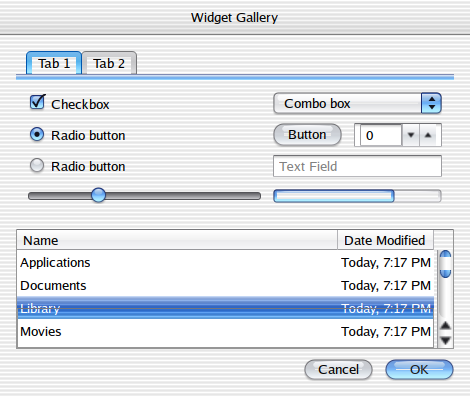 Widget Gallery
Tab 1 Tab 2
Checkbox Combo box
Radio button Button 0
Radio button Text Field
Name Date Modified
Applications Today, 7:17 PM
Documents Today, 7:17 PM
Library Today, 7:17 PM
Movies Today, 7:17 PM
Cancel OK